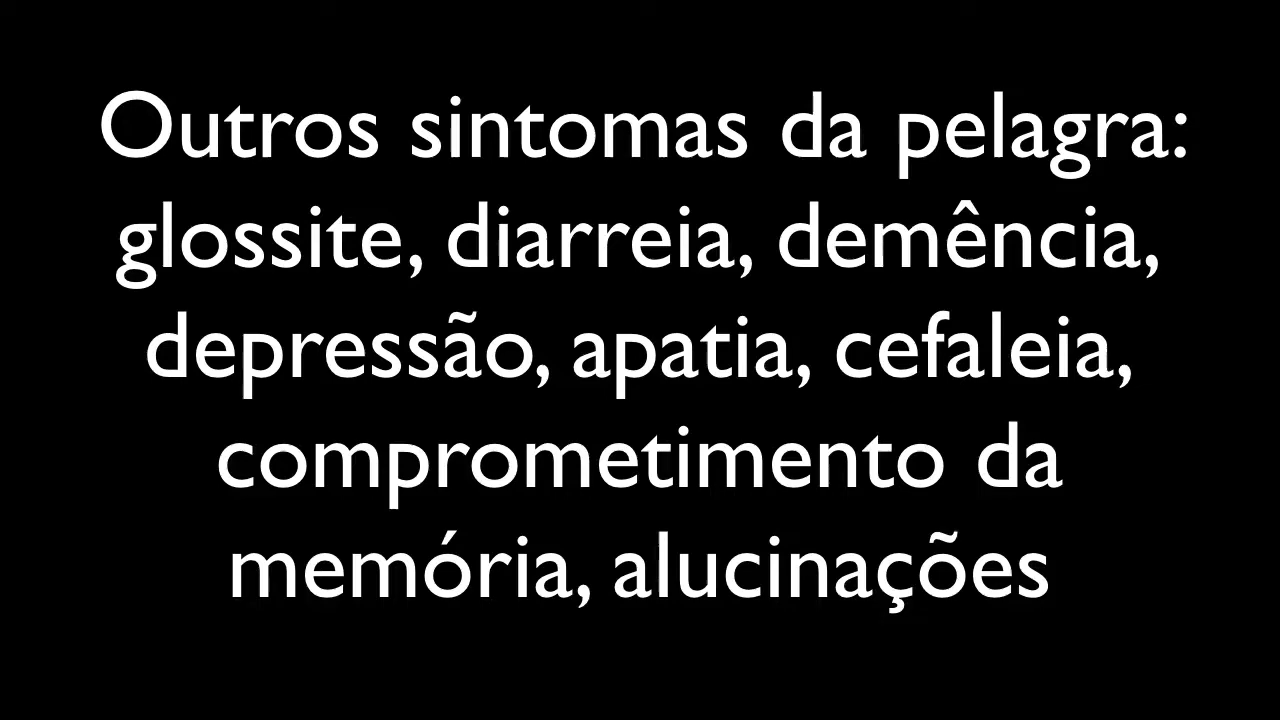 Outros sintomas da pelagra:
glossite, diarreia, demência,
depressão, apatia, cefaleia,
comprometimento da
memória, alucinações